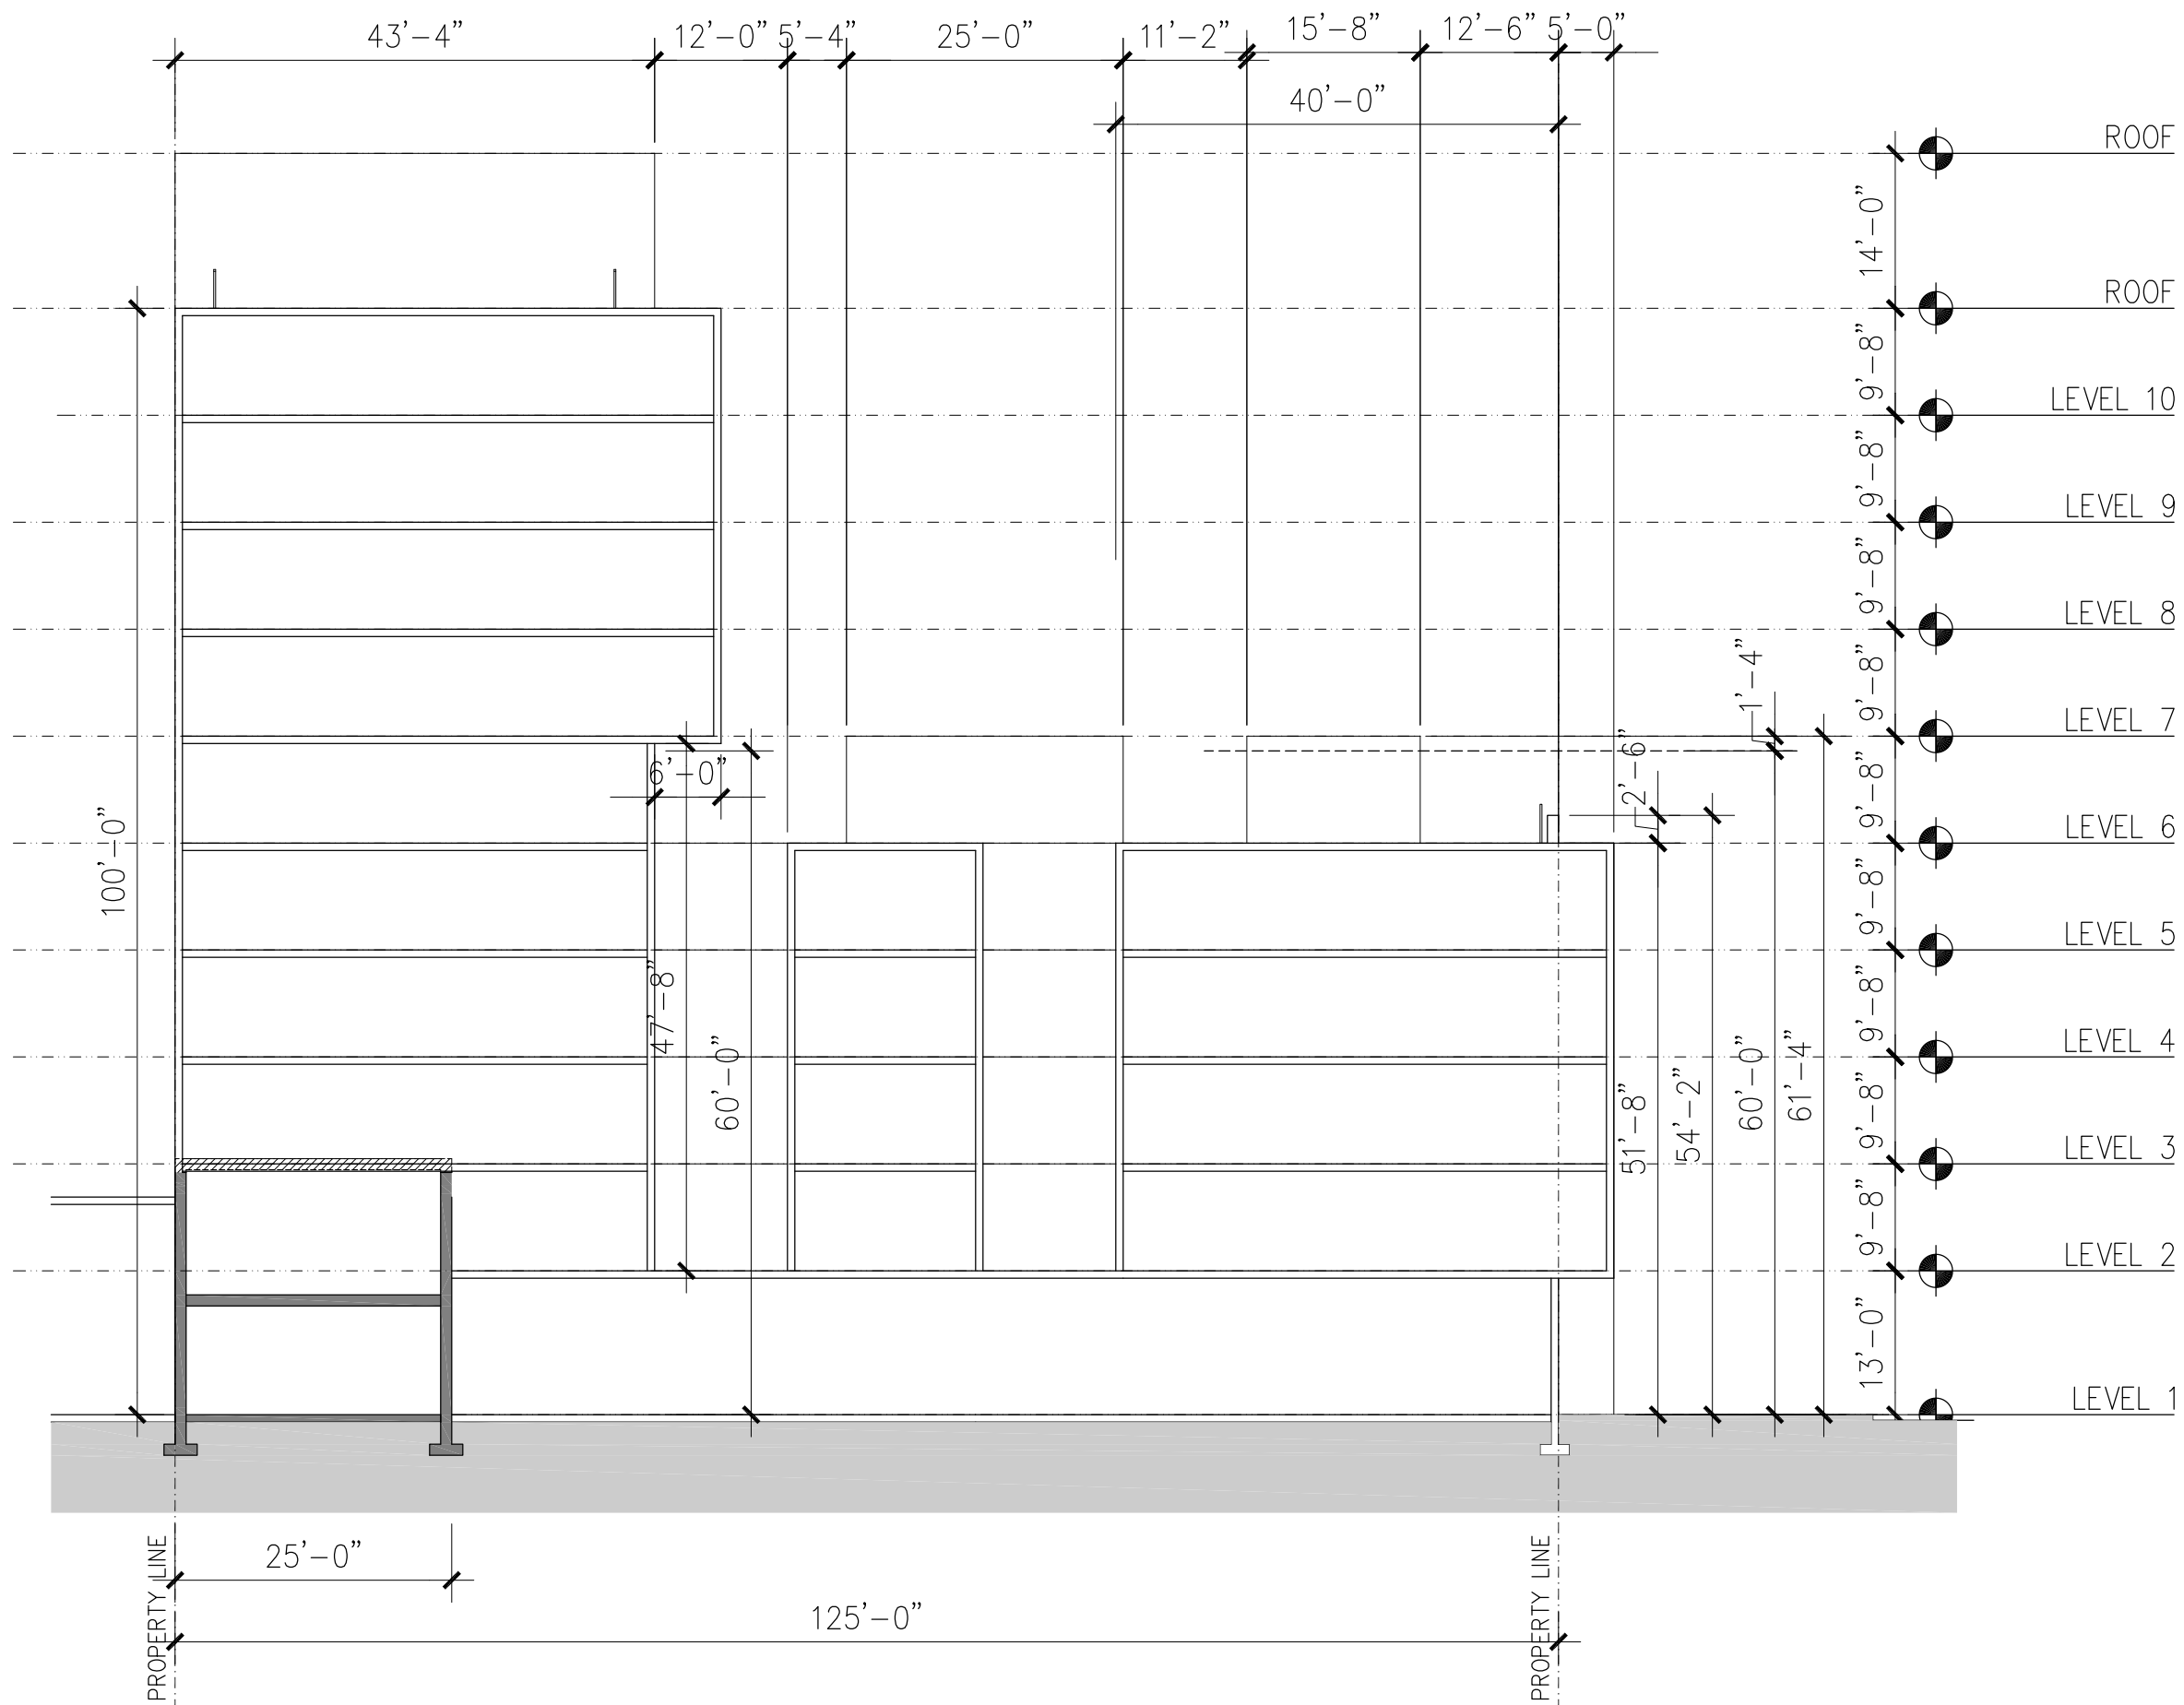 43'-4" 12'-0" 5'-4" 25'-0" 11'-2" 15'-8" 12'-6" 5'-0"
40'-0"
ROOF
14'-0"
ROOF
9'-8"
LEVEL 10
9'-8"
LEVEL 9
9'-8"
LEVEL 8
9'-8"
1'-4"
LEVEL 7
6'-0"
2'-6"
9'-8"
LEVEL 6
100'-0"
9'-8"
LEVEL 5
47'-8"
9'-8"
LEVEL 4
60'-0"
51'-8"
54'-2"
60'-0"
61'-4"
9'-8"
LEVEL 3
9'-8"
LEVEL 2
13'-0"
LEVEL 1
PROPERTY LINE
25'-0"
PROPERTY LINE
125'-0"